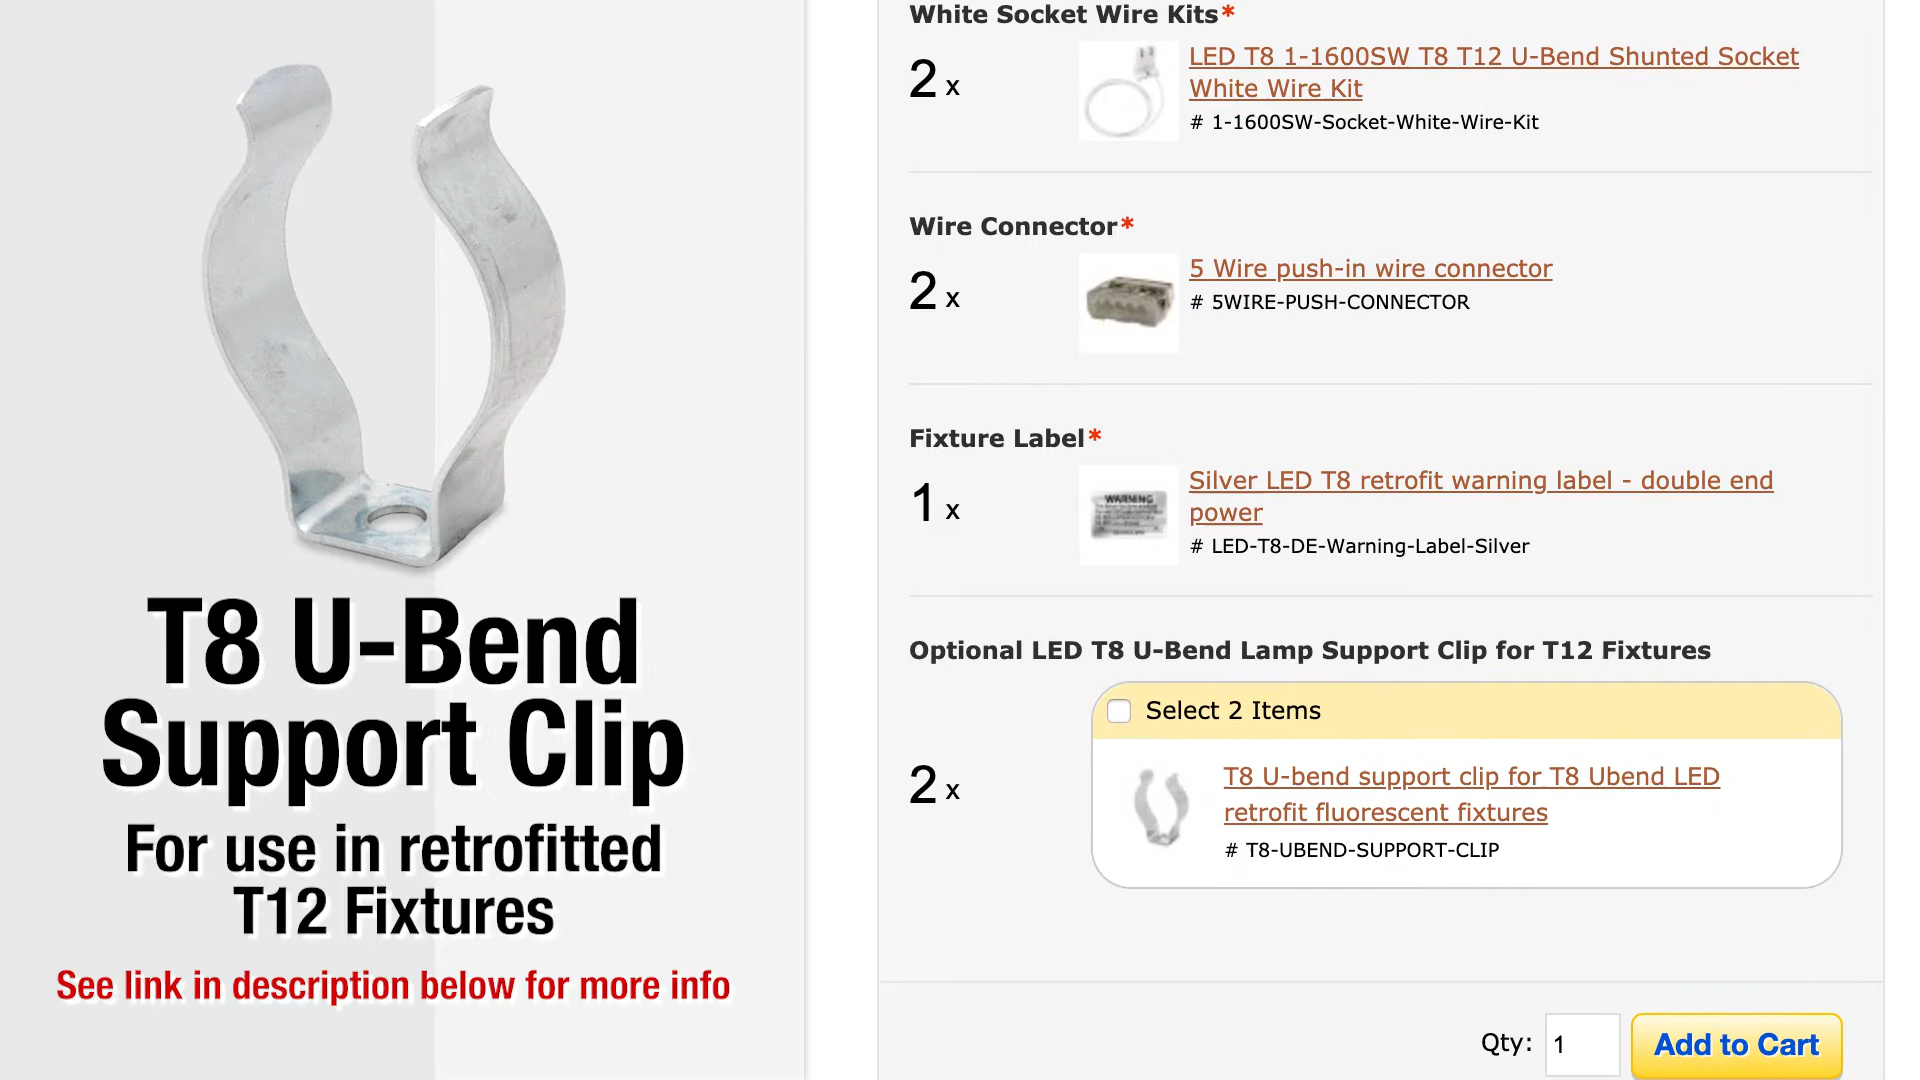 T8 U-Bend
Support Clip
For use in retrofitted
T12 Fixtures
See link in description below for more info
White Socket Wire Kits*
2 x
LED T8 1-1600SW T8 T12 U-Bend Shunted Socket
White Wire Kit
# 1-1600SW-Socket-White-Wire-Kit
Wire Connector*
2 x
5 Wire push-in wire connector
# 5WIRE-PUSH-CONNECTOR
Fixture Label*
1 x
WARNING
Silver LED T8 retrofit warning label - double end
power
# LED-T8-DE-Warning-Label-Silver
Optional LED T8 U-Bend Lamp Support Clip for T12 Fixtures
Select 2 Items
2 x
T8 U-bend support clip for T8 Ubend LED
retrofit fluorescent fixtures
# T8-UBEND-SUPPORT-CLIP
Qty: 1
Add to Cart